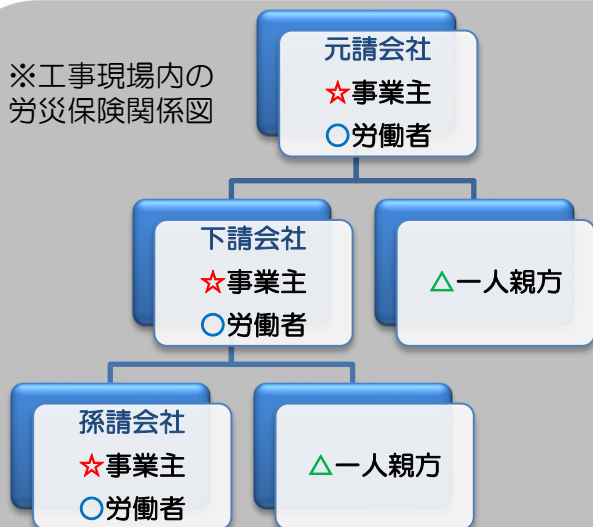 ※工事現場内の
労災保険関係図
元請会社
☆事業主
○労働者
下請会社
☆事業主
○労働者
△一人親方
孫請会社
☆事業主
○労働者
△一人親方